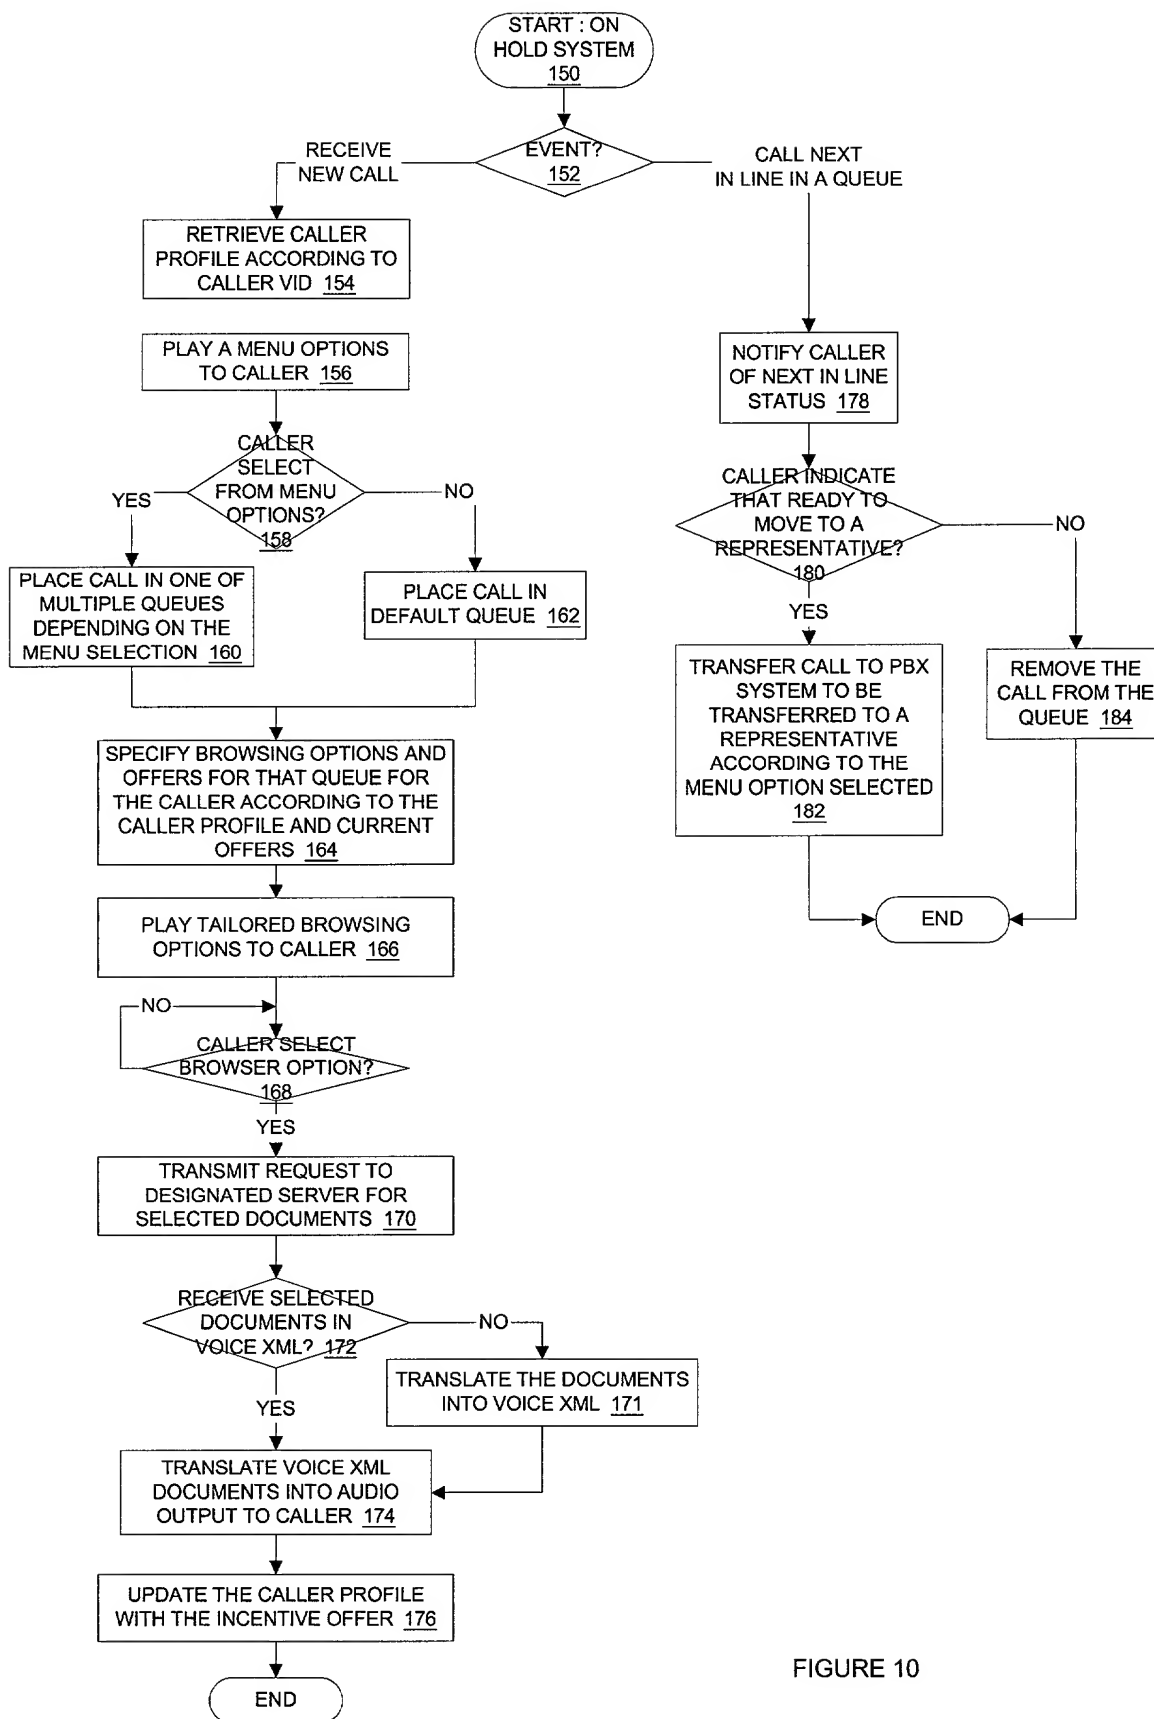 START : ON
HOLD SYSTEM
150
EVENT?
152
RECEIVE
NEW CALL
CALL NEXT
IN LINE IN A QUEUE
RETRIEVE CALLER
PROFILE ACCORDING TO
CALLER VID 154
PLAY A MENU OPTIONS
TO CALLER 156
CALLER
SELECT
FROM MENU
OPTIONS?
158
YES
NO
PLACE CALL IN ONE OF
MULTIPLE QUEUES
DEPENDING ON THE
MENU SELECTION 160
PLACE CALL IN
DEFAULT QUEUE 162
SPECIFY BROWSING OPTIONS AND
OFFERS FOR THAT QUEUE FOR
THE CALLER ACCORDING TO THE
CALLER PROFILE AND CURRENT
OFFERS 164
PLAY TAILORED BROWSING
OPTIONS TO CALLER 166
NO
CALLER SELECT
BROWSER OPTION?
168
YES
TRANSMIT REQUEST TO
DESIGNATED SERVER FOR
SELECTED DOCUMENTS 170
RECEIVE SELECTED
DOCUMENTS IN
VOICE XML? 172
NO
YES
TRANSLATE THE DOCUMENTS
INTO VOICE XML 171
TRANSLATE VOICE XML
DOCUMENTS INTO AUDIO
OUTPUT TO CALLER 174
UPDATE THE CALLER PROFILE
WITH THE INCENTIVE OFFER 176
END
NOTIFY CALLER
OF NEXT IN LINE
STATUS 178
CALLER INDICATE
THAT READY TO
MOVE TO A
REPRESENTATIVE?
180
NO
YES
TRANSFER CALL TO PBX
SYSTEM TO BE
TRANSFERRED TO A
REPRESENTATIVE
ACCORDING TO THE
MENU OPTION SELECTED
182
REMOVE THE
CALL FROM THE
QUEUE 184
END
FIGURE 10